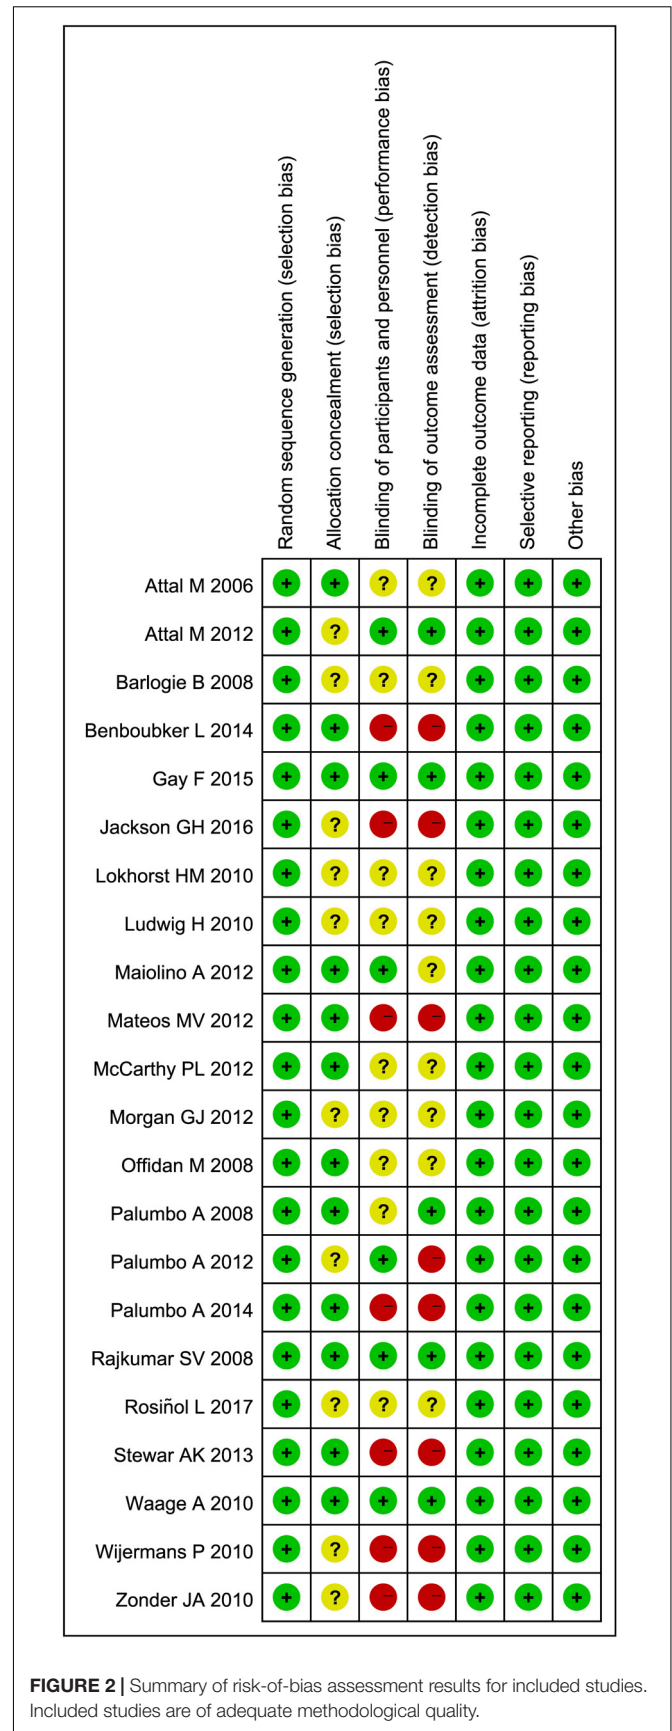 Random sequence generation (selection bias)
Allocation concealment (selection bias)
Blinding of participants and personnel (performance bias)
Blinding of outcome assessment (detection bias)
Incomplete outcome data (attrition bias)
Selective reporting (reporting bias)
Other bias
Attal M 2006 + + ? ? + + +
Attal M 2012 + ? + + + + +
Barlogie B 2008 + ? ? ? + + +
Benboubker L 2014 + + − − + + +
Gay F 2015 + + + + + + +
Jackson GH 2016 + ? − − + + +
Lokhorst HM 2010 + ? ? ? + + +
Ludwig H 2010 + ? ? ? + + +
Maiolino A 2012 + + + ? + + +
Mateos MV 2012 + + − − + + +
McCarthy PL 2012 + + ? ? + + +
Morgan GJ 2012 + ? ? ? + + +
Offidan M 2008 + + ? ? + + +
Palumbo A 2008 + + ? + + + +
Palumbo A 2012 + ? + − + + +
Palumbo A 2014 + + − − + + +
Rajkumar SV 2008 + + + + + + +
Rosiñol L 2017 + ? ? ? + + +
Stewar AK 2013 + + − − + + +
Waage A 2010 + + + + + + +
Wijermans P 2010 + ? − − + + +
Zonder JA 2010 + ? − − + + +
FIGURE 2 | Summary of risk-of-bias assessment results for included studies.
Included studies are of adequate methodological quality.